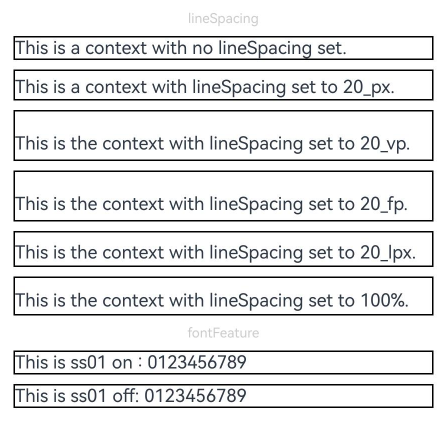 lineSpacing
This is a context with no lineSpacing set.
This is a context with lineSpacing set to 20_px.
This is the context with lineSpacing set to 20_vp.
This is the context with lineSpacing set to 20_fp.
This is the context with lineSpacing set to 20_lpx.
This is the context with lineSpacing set to 100%.
fontFeature
This is ss01 on : 0123456789
This is ss01 off: 0123456789